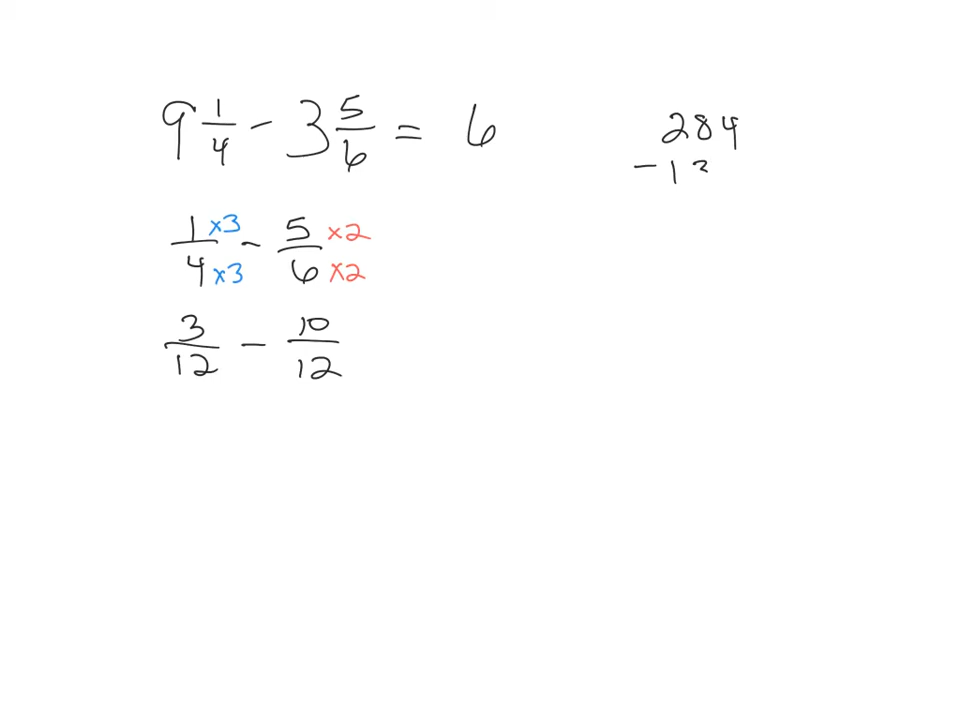 9 1/4 - 3 5/6 = 6
1/4 ×3/×3 - 5/6 ×2/×2
3/12 - 10/12
284
- 1